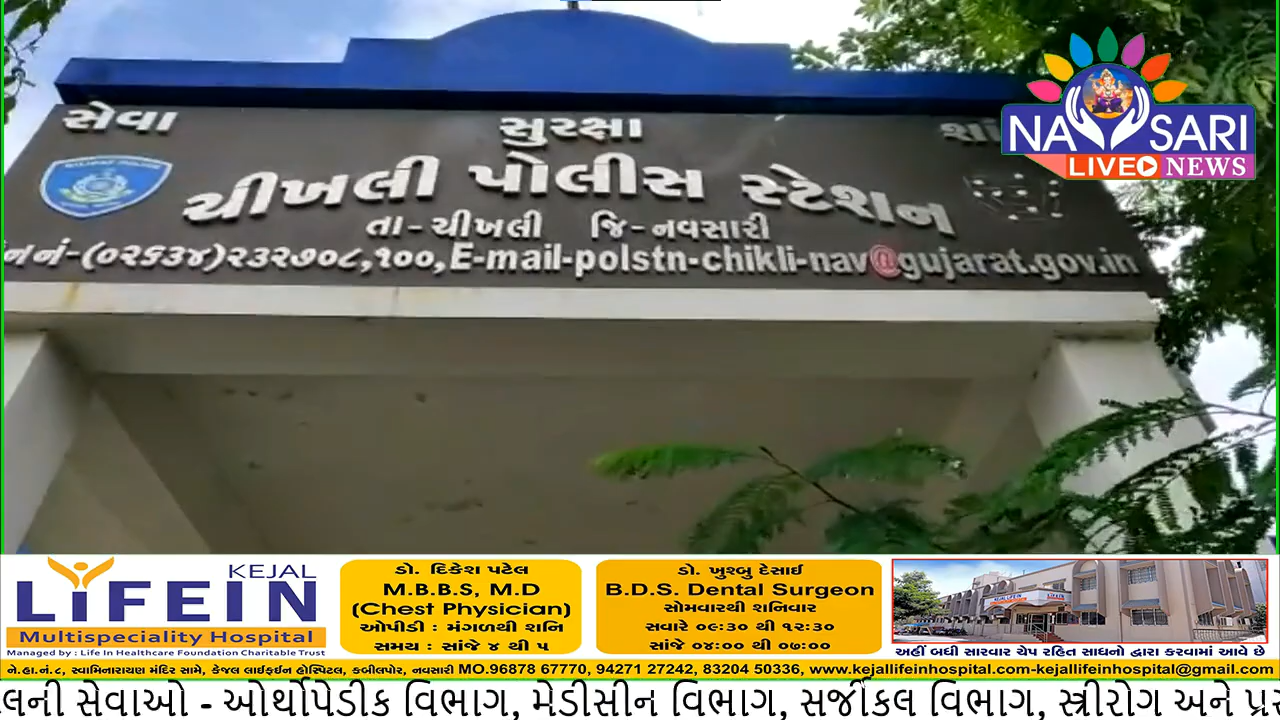 સેવા સુરક્ષા
ચીખલી પોલીસ સ્ટેશન
તા-ચીખલી જિ-નવસારી
નં-(૦૨૬૩૪)૨૩૨૭૦૮,૧૦૦,E-mail-polstn-chikli-nav@gujarat.gov.in
NAVSARI
LIVE NEWS
KEJAL
LIFEIN
Multispeciality Hospital
Managed by : Life In Healthcare Foundation Charitable Trust
ડો. દિકેશ પટેલ
M.B.B.S, M.D
(Chest Physician)
ઓપીડી : મંગળથી શનિ
સમય : સાંજે ૪ થી ૫
ડો. ખુશ્બુ દેસાઈ
B.D.S. Dental Surgeon
સોમવારથી શનિવાર
સવારે ૦૯:૩૦ થી ૧૨:૩૦
સાંજે ૦૪:૦૦ થી ૦૭:૦૦
અહીં બધી સારવાર ચેપ રહિત સાધનો દ્વારા કરવામાં આવે છે
ને.હા.નં.૮, સ્વામિનારાયણ મંદિર સામે, કેજલ લાઈફઈન હોસ્પિટલ, કબીલપોર, નવસારી MO.96878 67770, 94271 27242, 83204 50336, www.kejallifeinhospital.com-kejallifeinhospital@gmail.com
લની સેવાઓ - ઓર્થોપેડીક વિભાગ, મેડીસીન વિભાગ, સર્જીકલ વિભાગ, સ્ત્રીરોગ અને